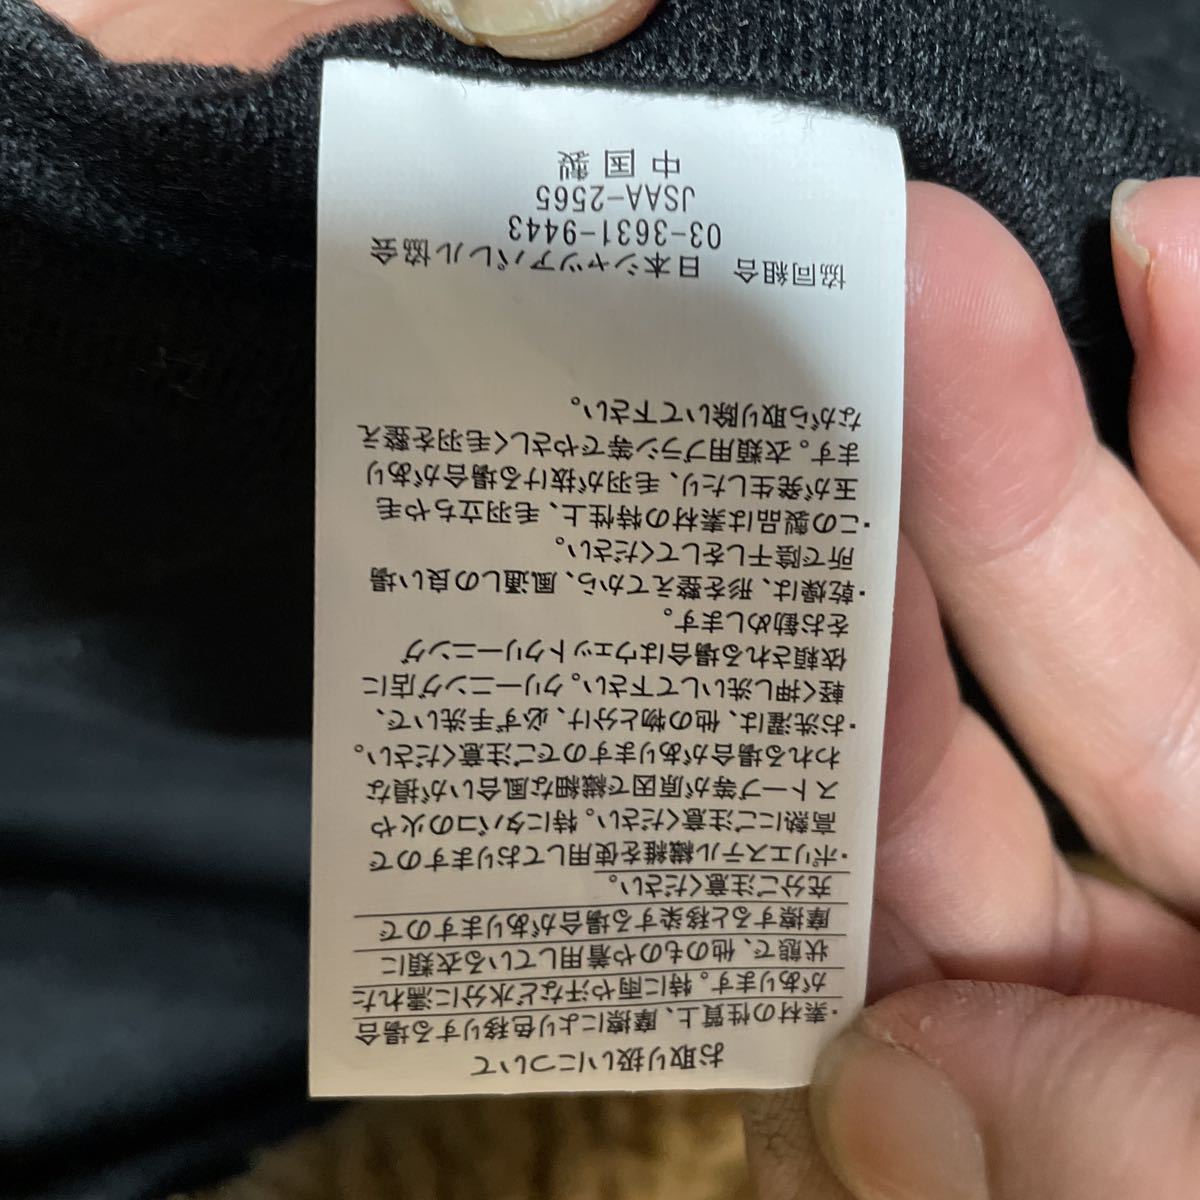 お取り扱いについて
・素材の性質上、摩擦により色移りする場合
があります。特に雨や汗など水分に濡れた
状態で、他のものや着用している衣類に
摩擦すると移染する場合がありますので
充分ご注意ください。
・ポリエステル繊維を使用しておりますので
高熱にご注意ください。特にタバコの火や
ストーブ等が原因で繊細な風合いが損な
われる場合がありますのでご注意ください。
・お洗濯は、他の物と分け、必ず手洗いで、
軽く押し洗いして下さい。クリーニング店に
依頼される場合はウェットクリーニング
をお勧めします。
・乾燥は、形を整えてから、風通しの良い場
所で陰干しをしてください。
・この製品は素材の特性上、毛羽立ちや毛
玉が発生したり、毛羽が抜ける場合があり
ます。衣類用ブラシ等でやさしく毛羽を整え
ながら取り除いて下さい。
協同組合 日本シャツアパレル協会
03-3631-9443
JSAA-2565
中国製